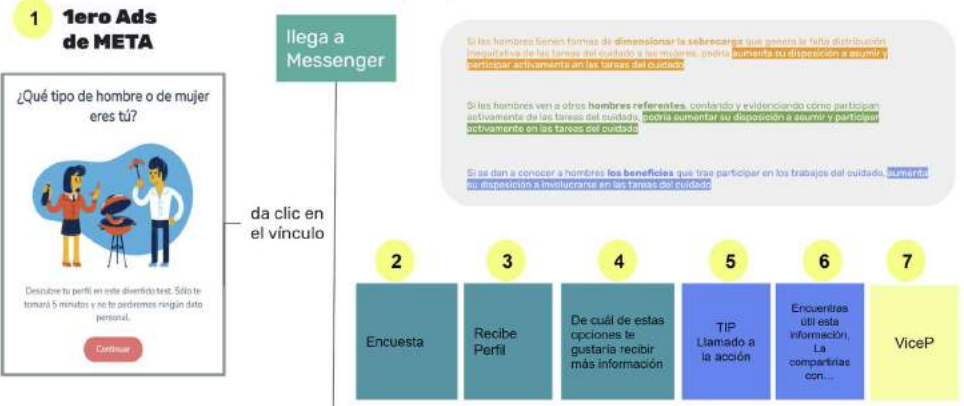 1
1ero Ads
de META
¿Qué tipo de hombre o de mujer
eres tú?
Descubre tu perfil en este divertido test. Sólo te
tomará 5 minutos y no te pediremos ningún dato
personal.
Continuar
da clic en
el vínculo
llega a
Messenger
Si los hombres tienen formas de dimensionar la sobrecarga que genera la falta distribución
inequitativa de las tareas del cuidado a las mujeres, podría aumenta su disposición a asumir y
participar activamente en las tareas del cuidado
Si los hombres ven a otros hombres referentes, contando y evidenciando cómo participan
activamente de las tareas del cuidado, podría aumentar su disposición a asumir y participar
activamente en las tareas del cuidado
Si se dan a conocer a hombres los beneficios que trae participar en los trabajos del cuidado, aumenta
su disposición a involucrarse en las tareas del cuidado
2
Encuesta
3
Recibe
Perfil
4
De cuál de estas
opciones te
gustaría recibir
más información
5
TIP
Llamado a
la acción
6
Encuentras
útil esta
información,
La
compartirías
con...
7
ViceP